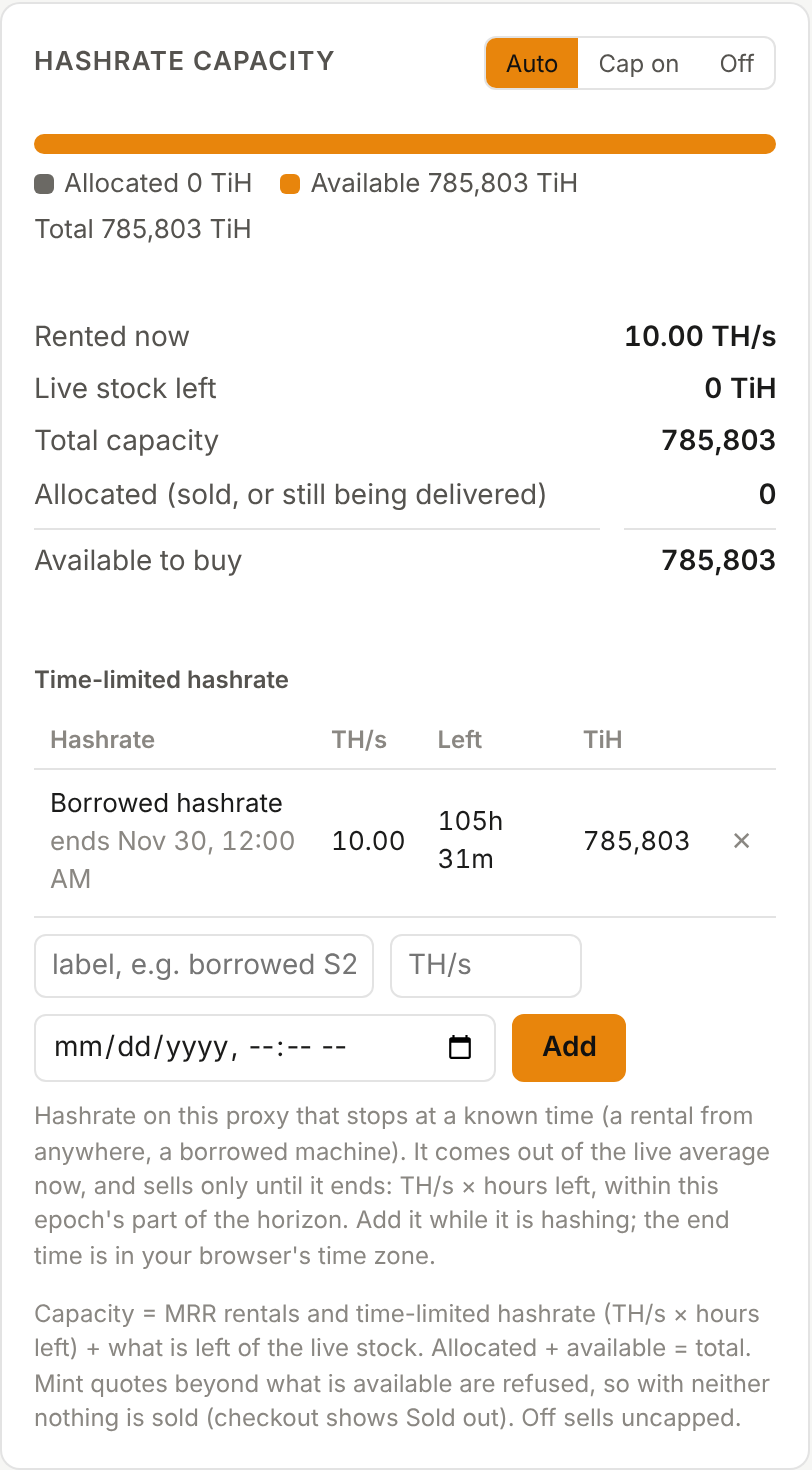 HASHRATE CAPACITY
Auto Cap on Off
Allocated 0 TiH Available 785,803 TiH
Total 785,803 TiH
Rented now 10.00 TH/s
Live stock left 0 TiH
Total capacity 785,803
Allocated (sold, or still being delivered) 0
Available to buy 785,803
Time-limited hashrate
Hashrate TH/s Left TiH
Borrowed hashrate
ends Nov 30, 12:00
AM
10.00
105h
31m
785,803 ×
label, e.g. borrowed S2 TH/s
mm/dd/yyyy, --:-- -- Add
Hashrate on this proxy that stops at a known time (a rental from
anywhere, a borrowed machine). It comes out of the live average
now, and sells only until it ends: TH/s × hours left, within this
epoch's part of the horizon. Add it while it is hashing; the end
time is in your browser's time zone.
Capacity = MRR rentals and time-limited hashrate (TH/s × hours
left) + what is left of the live stock. Allocated + available = total.
Mint quotes beyond what is available are refused, so with neither
nothing is sold (checkout shows Sold out). Off sells uncapped.